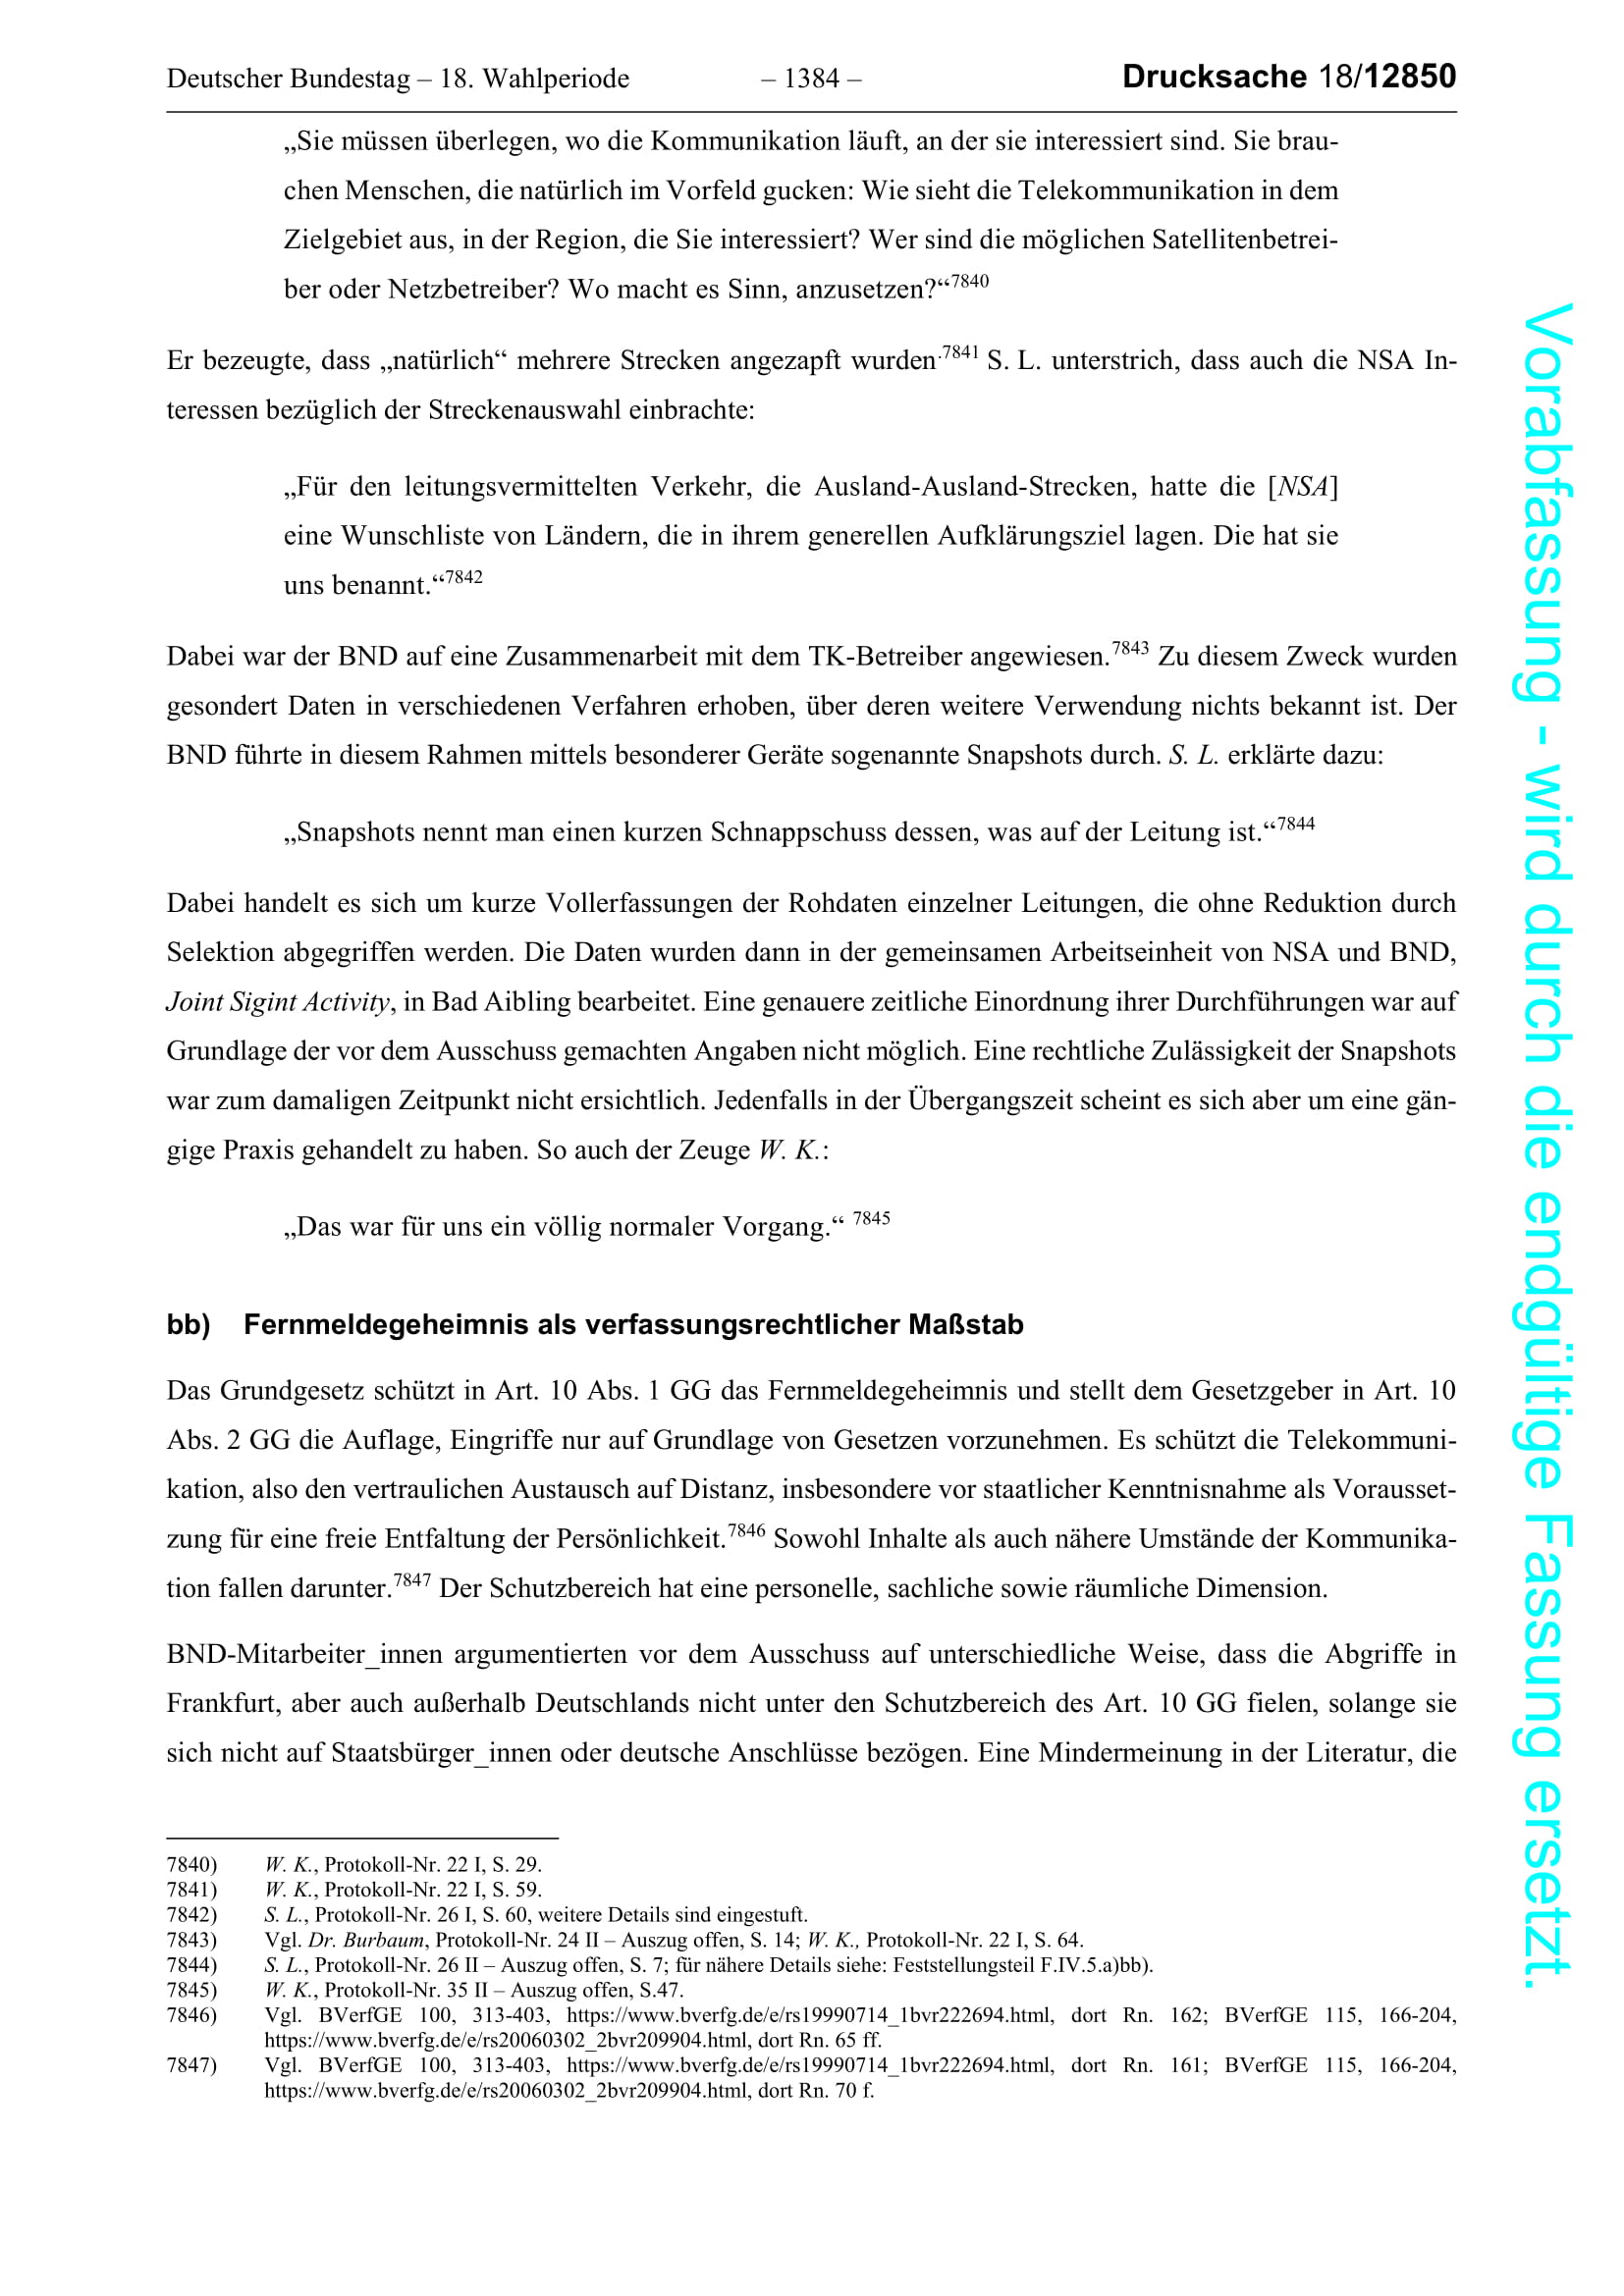 Deutscher Bundestag – 18. Wahlperiode – 1384 – Drucksache 18/12850
„Sie müssen überlegen, wo die Kommunikation läuft, an der sie interessiert sind. Sie brau-
chen Menschen, die natürlich im Vorfeld gucken: Wie sieht die Telekommunikation in dem
Zielgebiet aus, in der Region, die Sie interessiert? Wer sind die möglichen Satellitenbetrei-
ber oder Netzbetreiber? Wo macht es Sinn, anzusetzen?“7840
Er bezeugte, dass „natürlich“ mehrere Strecken angezapft wurden.7841 S. L. unterstrich, dass auch die NSA In-
teressen bezüglich der Streckenauswahl einbrachte:
„Für den leitungsvermittelten Verkehr, die Ausland-Ausland-Strecken, hatte die [NSA]
eine Wunschliste von Ländern, die in ihrem generellen Aufklärungsziel lagen. Die hat sie
uns benannt.“7842
Dabei war der BND auf eine Zusammenarbeit mit dem TK-Betreiber angewiesen.7843 Zu diesem Zweck wurden
gesondert Daten in verschiedenen Verfahren erhoben, über deren weitere Verwendung nichts bekannt ist. Der
BND führte in diesem Rahmen mittels besonderer Geräte sogenannte Snapshots durch. S. L. erklärte dazu:
„Snapshots nennt man einen kurzen Schnappschuss dessen, was auf der Leitung ist.“7844
Dabei handelt es sich um kurze Vollerfassungen der Rohdaten einzelner Leitungen, die ohne Reduktion durch
Selektion abgegriffen werden. Die Daten wurden dann in der gemeinsamen Arbeitseinheit von NSA und BND,
Joint Sigint Activity, in Bad Aibling bearbeitet. Eine genauere zeitliche Einordnung ihrer Durchführungen war auf
Grundlage der vor dem Ausschuss gemachten Angaben nicht möglich. Eine rechtliche Zulässigkeit der Snapshots
war zum damaligen Zeitpunkt nicht ersichtlich. Jedenfalls in der Übergangszeit scheint es sich aber um eine gän-
gige Praxis gehandelt zu haben. So auch der Zeuge W. K.:
„Das war für uns ein völlig normaler Vorgang.“ 7845
bb) Fernmeldegeheimnis als verfassungsrechtlicher Maßstab
Das Grundgesetz schützt in Art. 10 Abs. 1 GG das Fernmeldegeheimnis und stellt dem Gesetzgeber in Art. 10
Abs. 2 GG die Auflage, Eingriffe nur auf Grundlage von Gesetzen vorzunehmen. Es schützt die Telekommuni-
kation, also den vertraulichen Austausch auf Distanz, insbesondere vor staatlicher Kenntnisnahme als Vorausset-
zung für eine freie Entfaltung der Persönlichkeit.7846 Sowohl Inhalte als auch nähere Umstände der Kommunika-
tion fallen darunter.7847 Der Schutzbereich hat eine personelle, sachliche sowie räumliche Dimension.
BND-Mitarbeiter_innen argumentierten vor dem Ausschuss auf unterschiedliche Weise, dass die Abgriffe in
Frankfurt, aber auch außerhalb Deutschlands nicht unter den Schutzbereich des Art. 10 GG fielen, solange sie
sich nicht auf Staatsbürger_innen oder deutsche Anschlüsse bezögen. Eine Mindermeinung in der Literatur, die
7840) W. K., Protokoll-Nr. 22 I, S. 29.
7841) W. K., Protokoll-Nr. 22 I, S. 59.
7842) S. L., Protokoll-Nr. 26 I, S. 60, weitere Details sind eingestuft.
7843) Vgl. Dr. Burbaum, Protokoll-Nr. 24 II – Auszug offen, S. 14; W. K., Protokoll-Nr. 22 I, S. 64.
7844) S. L., Protokoll-Nr. 26 II – Auszug offen, S. 7; für nähere Details siehe: Feststellungsteil F.IV.5.a)bb).
7845) W. K., Protokoll-Nr. 35 II – Auszug offen, S.47.
7846) Vgl. BVerfGE 100, 313-403, https://www.bverfg.de/e/rs19990714_1bvr222694.html, dort Rn. 162; BVerfGE 115, 166-204,
https://www.bverfg.de/e/rs20060302_2bvr209904.html, dort Rn. 65 ff.
7847) Vgl. BVerfGE 100, 313-403, https://www.bverfg.de/e/rs19990714_1bvr222694.html, dort Rn. 161; BVerfGE 115, 166-204,
https://www.bverfg.de/e/rs20060302_2bvr209904.html, dort Rn. 70 f.
Vorabfassung - wird durch die endgültige Fassung ersetzt.